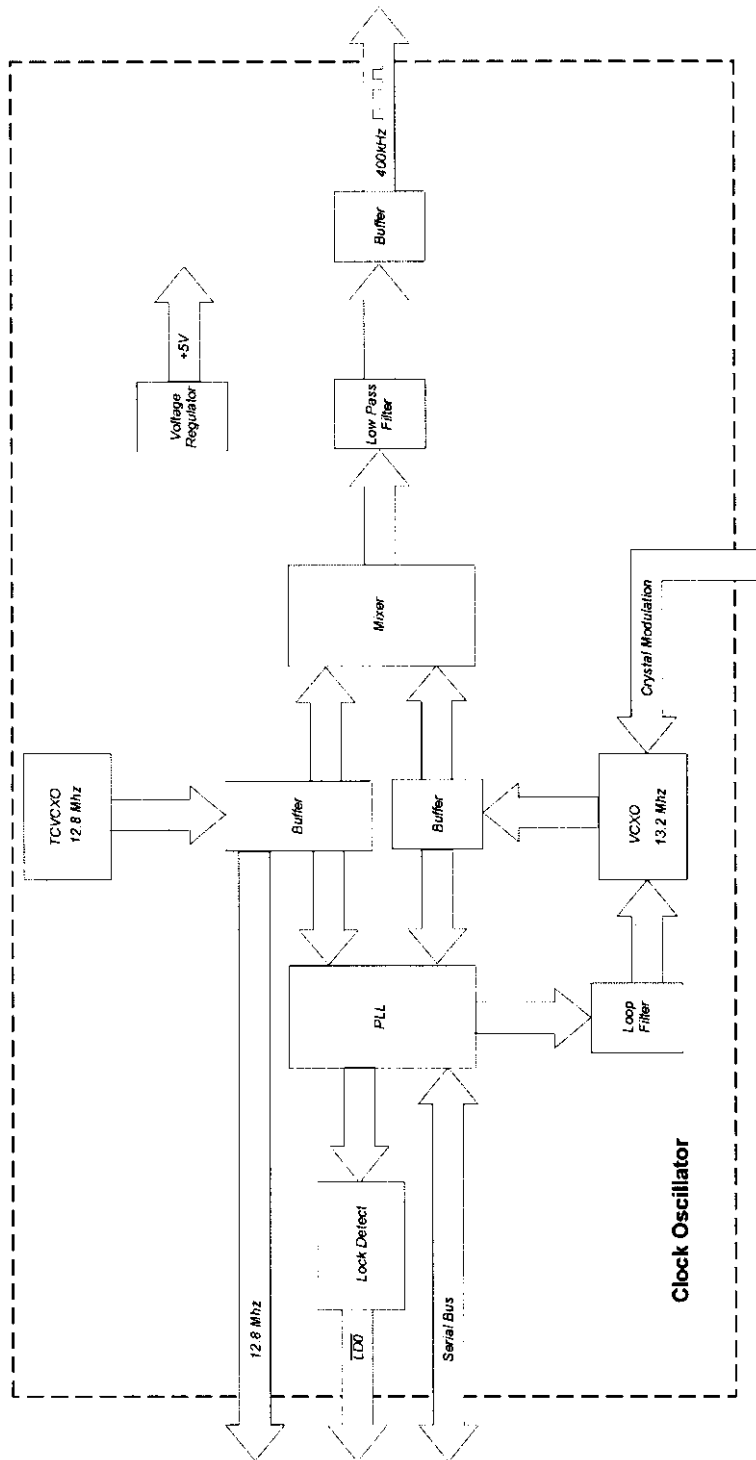 TCVCXO
12.8 Mhz
Voltage
Regulator
+5V
12.8 Mhz
Buffer
Lock Detect
LD0
PLL
Mixer
Low Pass
Filter
Buffer
400kHz
Serial Bus
Buffer
Loop
Filter
VCXO
13.2 Mhz
Crystal Modulation
Clock Oscillator